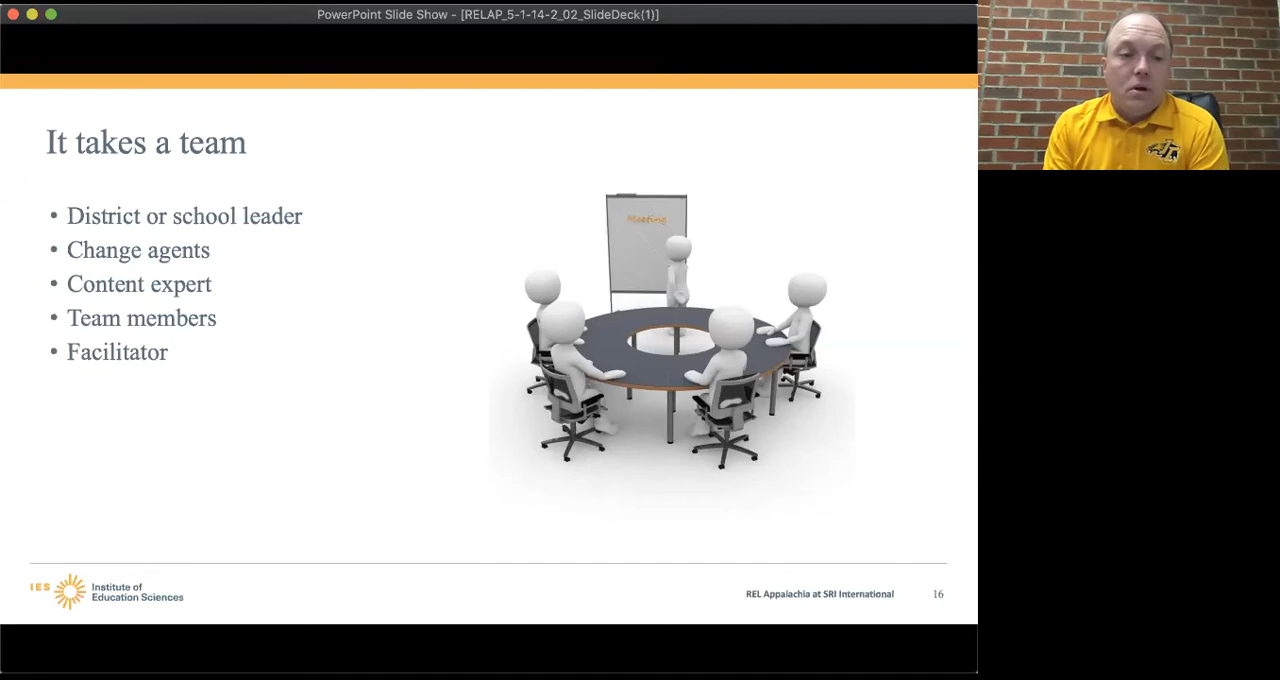 PowerPoint Slide Show - [RELAP_5-1-14-2_02_SlideDeck(1)]
It takes a team
• District or school leader
• Change agents
• Content expert
• Team members
• Facilitator
Meeting
IES
Institute of
Education Sciences
REL Appalachia at SRI International
16